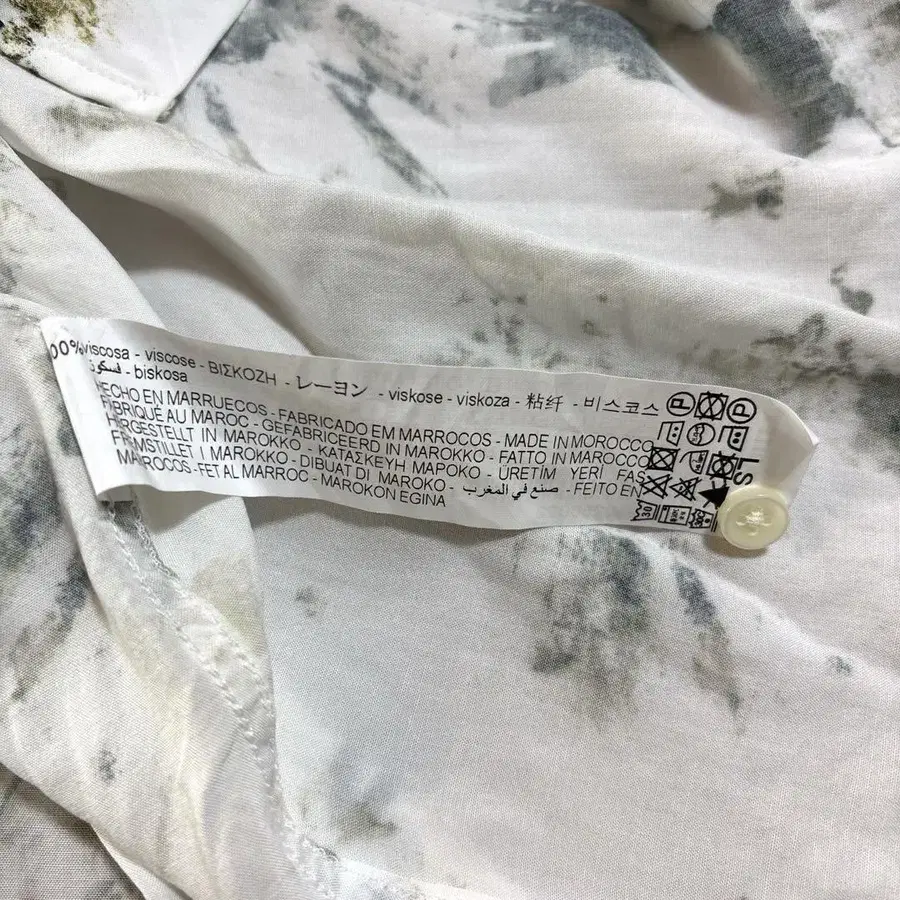 00% viscosa - viscose - ΒΙΣΚΟΖΗ - レーヨン - viskose - viskoza - 粘纤 - 비스코스
فسكوز - biskosa
HECHO EN MARRUECOS - FABRICADO EM MARROCOS - MADE IN MOROCCO
FABRIQUÉ AU MAROC - GEFABRICEERD IN MAROKKO - FATTO IN MAROCCO
HERGESTELLT IN MAROKKO - ΚΑΤΑΣΚΕΥΗ ΜΑΡΟΚΟ - ÜRETİM YERİ FAS
FRAMSTILLET I MAROKKO - DIBUAT DI MAROKO - صنع في المغرب - FEITO EN
MARROCOS - FET AL MARROC - MAROKON EGINA
P P
30